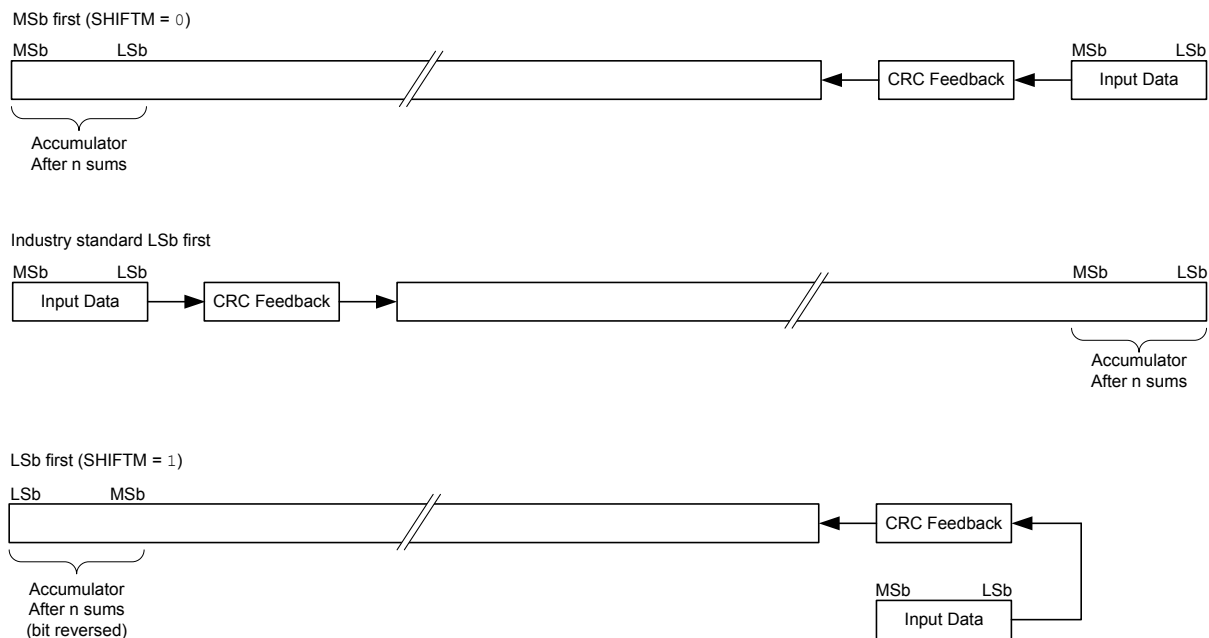 MSb first (SHIFTM = 0)
MSb LSb MSb LSb
CRC Feedback Input Data
Accumulator
After n sums
Industry standard LSb first
MSb LSb MSb LSb
Input Data CRC Feedback
Accumulator
After n sums
LSb first (SHIFTM = 1)
LSb MSb
CRC Feedback
Accumulator
After n sums
(bit reversed)
MSb LSb
Input Data